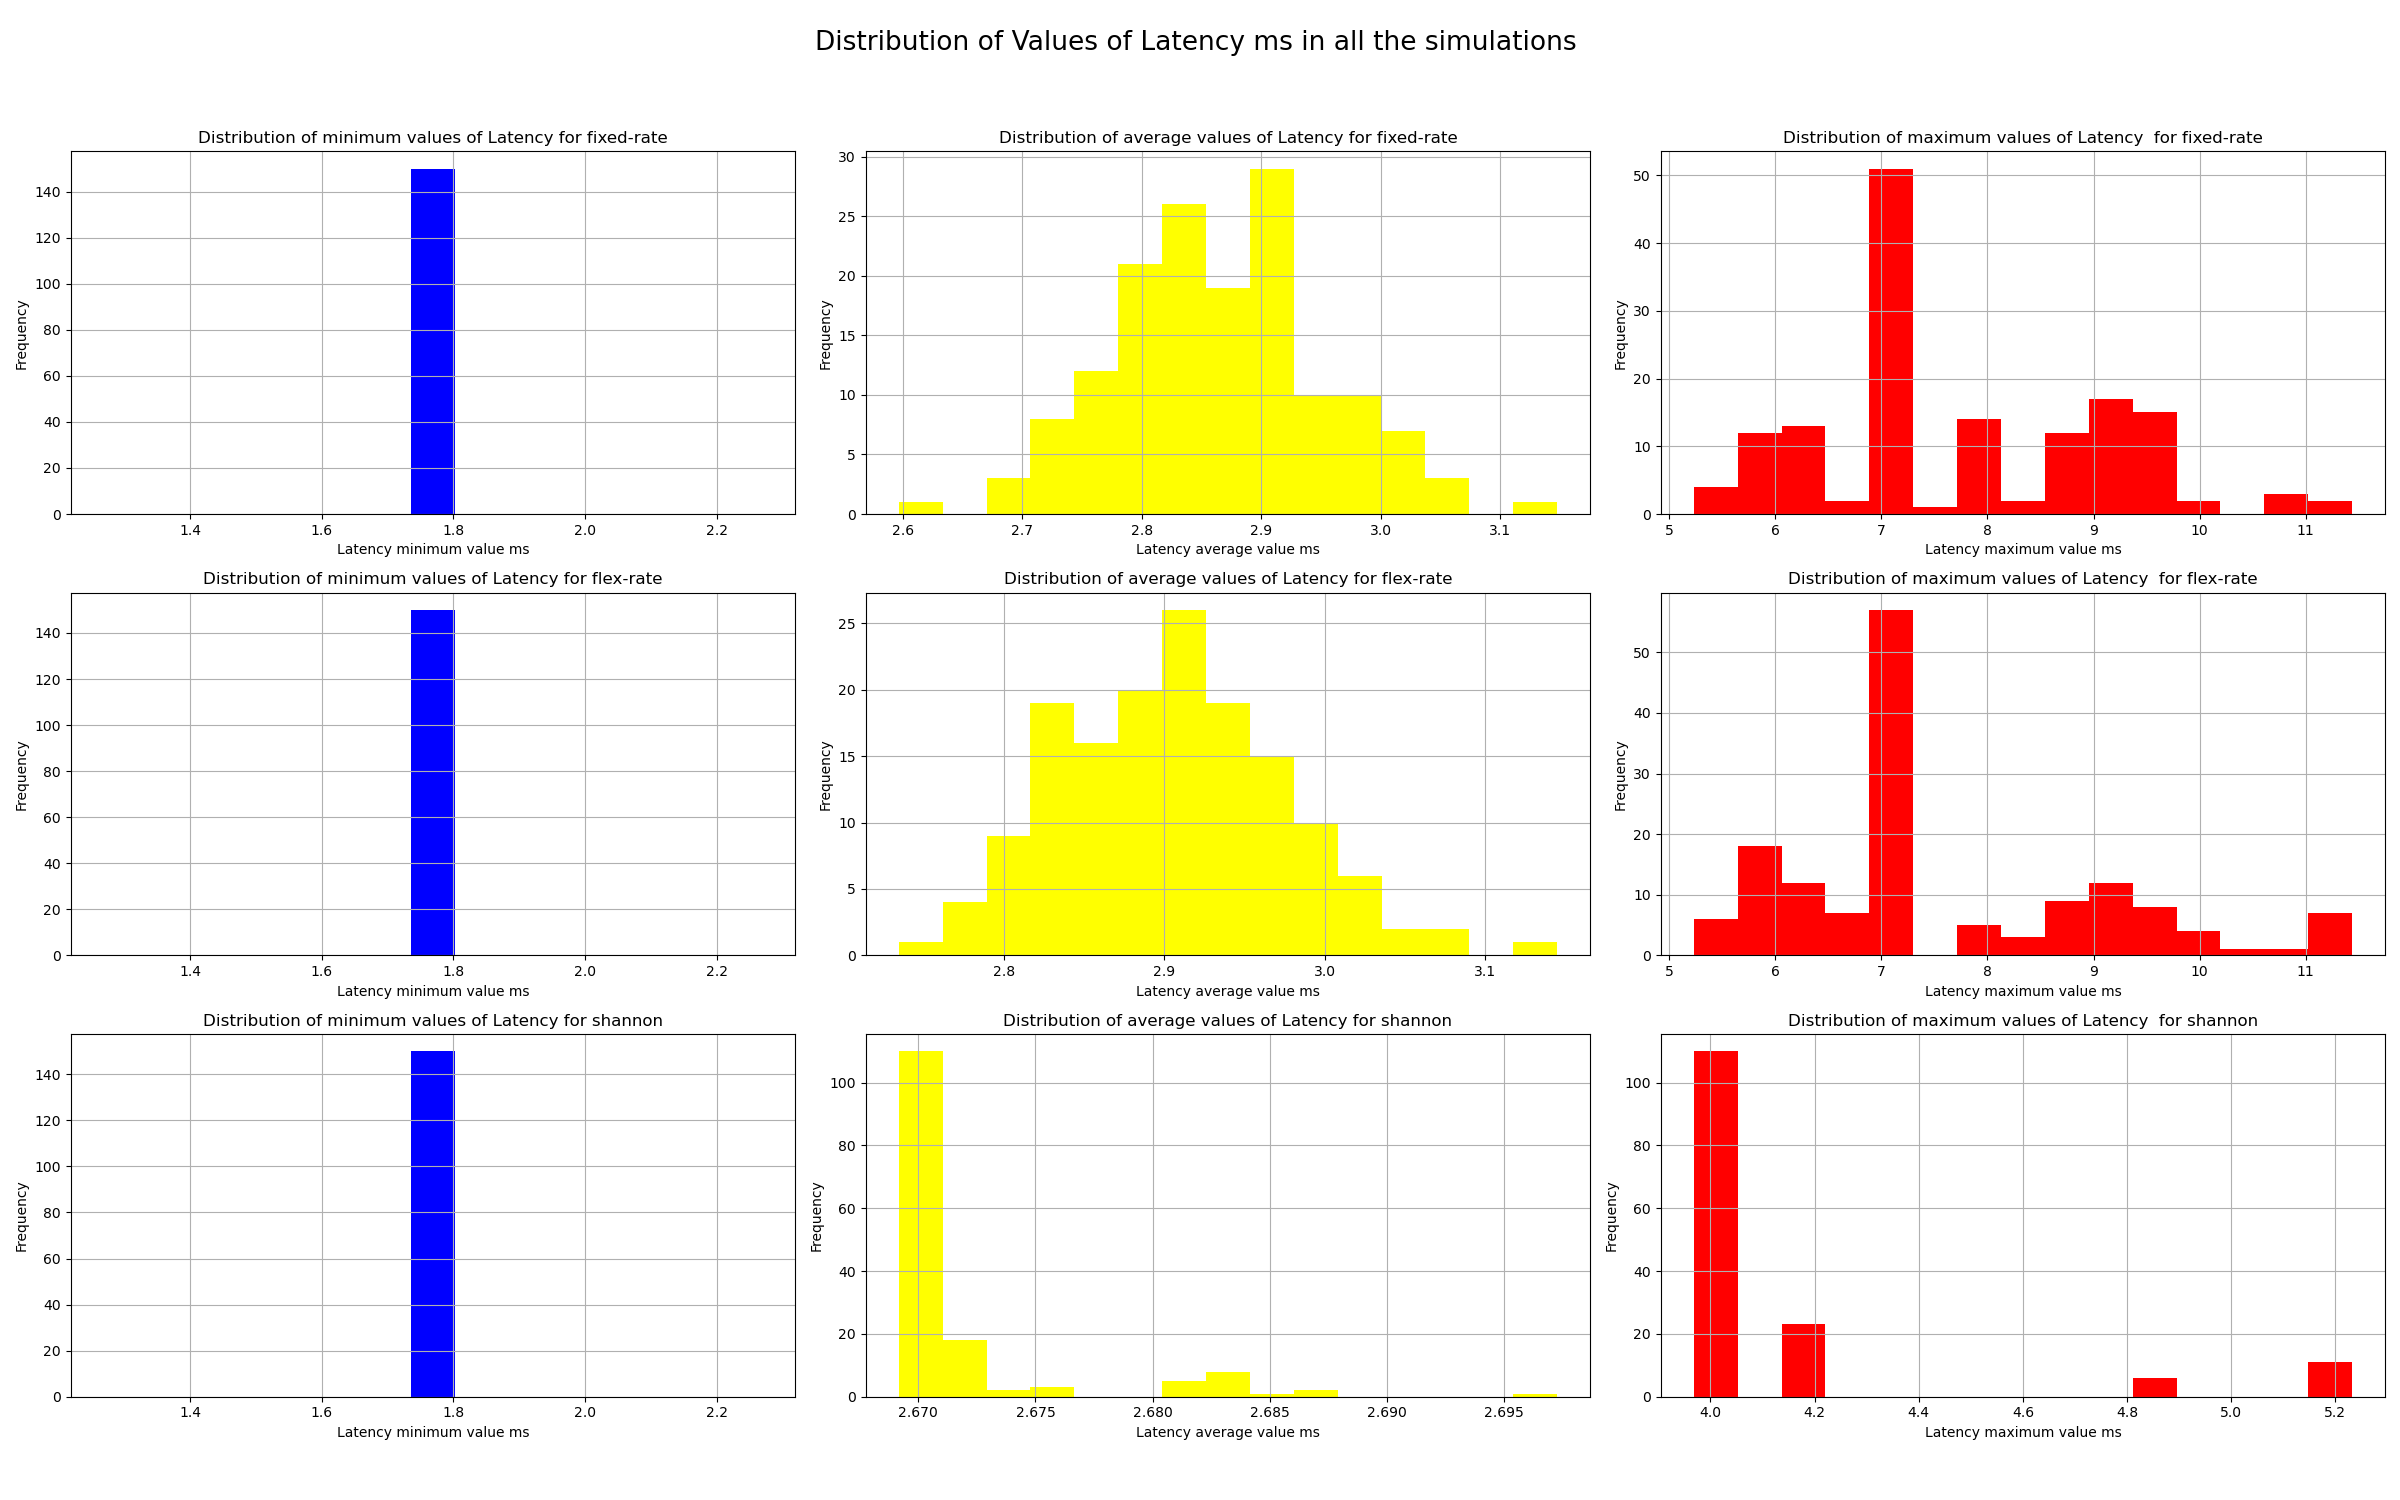 Distribution of Values of Latency ms in all the simulations
Distribution of minimum values of Latency for fixed-rate
Frequency
0 20 40 60 80 100 120 140
1.4 1.6 1.8 2.0 2.2
Latency minimum value ms
Distribution of average values of Latency for fixed-rate
Frequency
0 5 10 15 20 25 30
2.6 2.7 2.8 2.9 3.0 3.1
Latency average value ms
Distribution of maximum values of Latency  for fixed-rate
Frequency
0 10 20 30 40 50
5 6 7 8 9 10 11
Latency maximum value ms
Distribution of minimum values of Latency for flex-rate
Frequency
0 20 40 60 80 100 120 140
1.4 1.6 1.8 2.0 2.2
Latency minimum value ms
Distribution of average values of Latency for flex-rate
Frequency
0 5 10 15 20 25
2.8 2.9 3.0 3.1
Latency average value ms
Distribution of maximum values of Latency  for flex-rate
Frequency
0 10 20 30 40 50
5 6 7 8 9 10 11
Latency maximum value ms
Distribution of minimum values of Latency for shannon
Frequency
0 20 40 60 80 100 120 140
1.4 1.6 1.8 2.0 2.2
Latency minimum value ms
Distribution of average values of Latency for shannon
Frequency
0 20 40 60 80 100
2.670 2.675 2.680 2.685 2.690 2.695
Latency average value ms
Distribution of maximum values of Latency  for shannon
Frequency
0 20 40 60 80 100
4.0 4.2 4.4 4.6 4.8 5.0 5.2
Latency maximum value ms